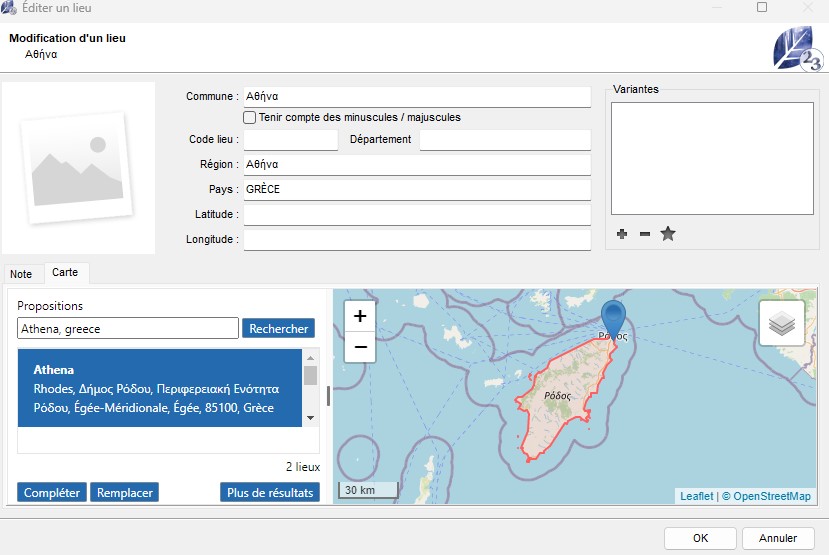 Éditer un lieu
Modification d'un lieu
Αθήνα
23
Commune : Αθήνα
Tenir compte des minuscules / majuscules
Code lieu : Département
Région : Αθήνα
Pays : GRÈCE
Latitude :
Longitude :
Variantes
Note Carte
Propositions
Athena, greece Rechercher
Athena
Rhodes, Δήμος Ρόδου, Περιφερειακή Ενότητα
Ρόδου, Égée-Méridionale, Égée, 85100, Grèce
2 lieux
Compléter Remplacer Plus de résultats
+
−
Ρόδος
Ρόδος
30 km
Leaflet | © OpenStreetMap
OK Annuler